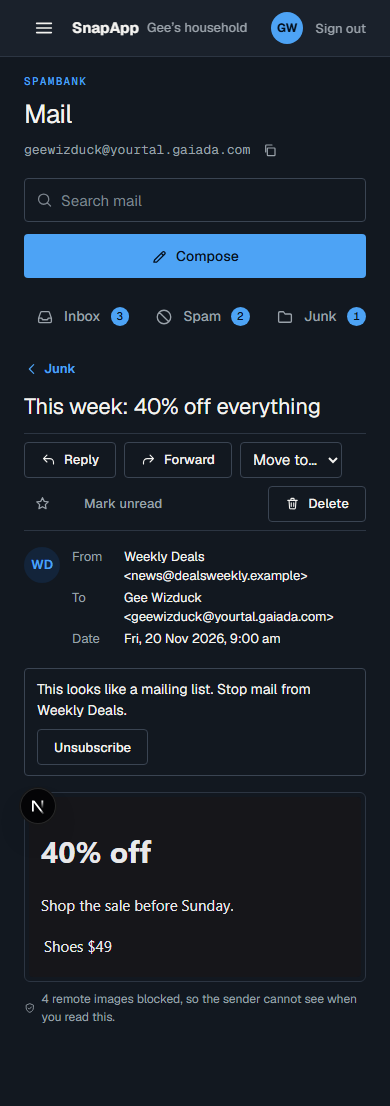 SnapApp Gee's household GW Sign out
SPAMBANK
Mail
geewizduck@yourtal.gaiada.com
Search mail
Compose
Inbox 3 Spam 2 Junk 1
Junk
This week: 40% off everything
Reply Forward Move to...
Mark unread Delete
WD From Weekly Deals
<news@dealsweekly.example>
To Gee Wizduck
<geewizduck@yourtal.gaiada.com>
Date Fri, 20 Nov 2026, 9:00 am
This looks like a mailing list. Stop mail from
Weekly Deals.
Unsubscribe
N
40% off
Shop the sale before Sunday.
Shoes $49
4 remote images blocked, so the sender cannot see when
you read this.